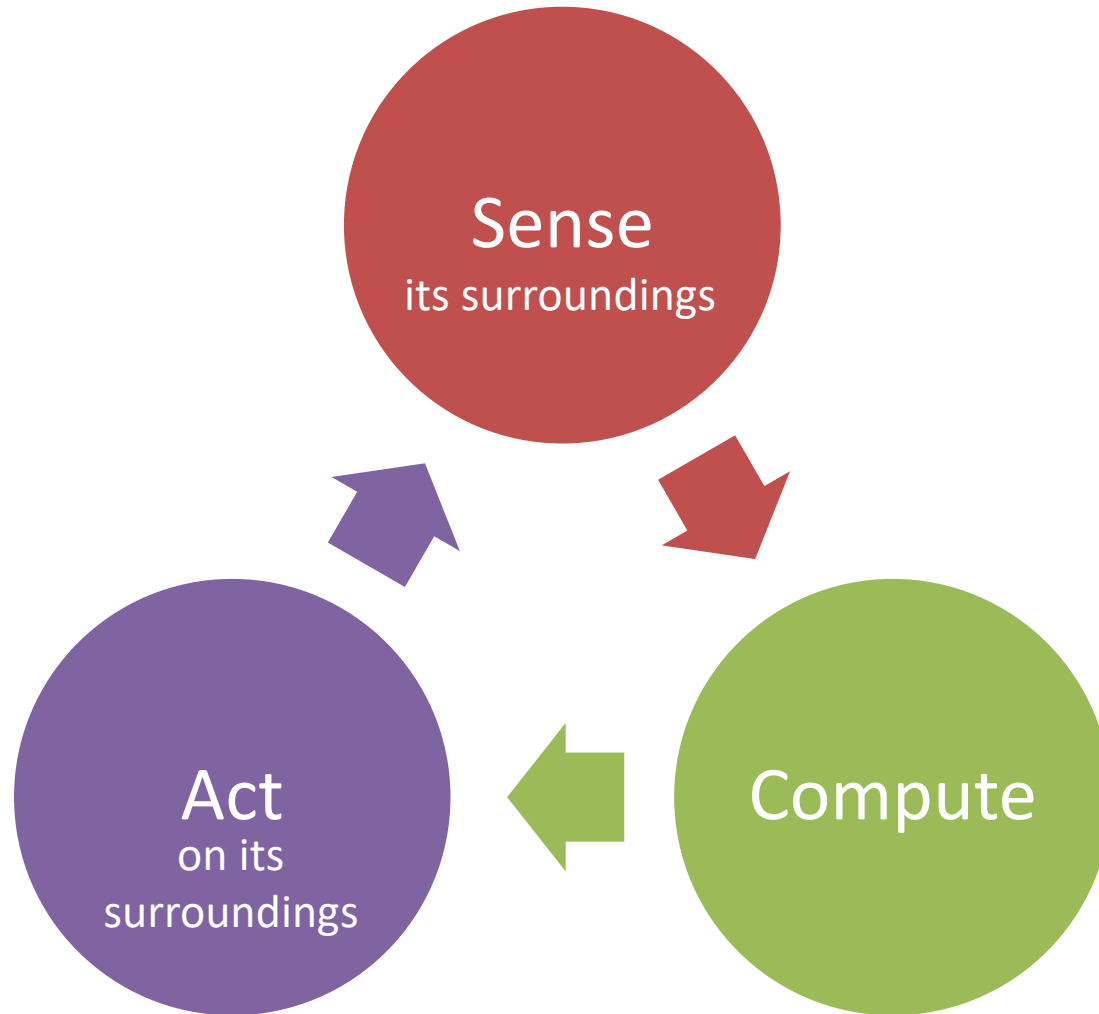 Sense
its surroundings
Compute
Act
on its
surroundings